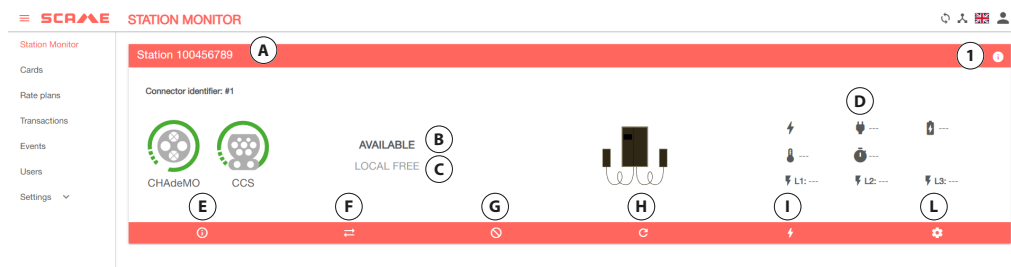 SCAME STATION MONITOR
Station Monitor
Cards
Rate plans
Transactions
Events
Users
Settings
Station 100456789 A 1
Connector identifier: #1
CHAdeMO CCS
AVAILABLE B
LOCAL FREE C
D
--- ---
--- ---
L1: --- L2: --- L3: ---
E F G H I L